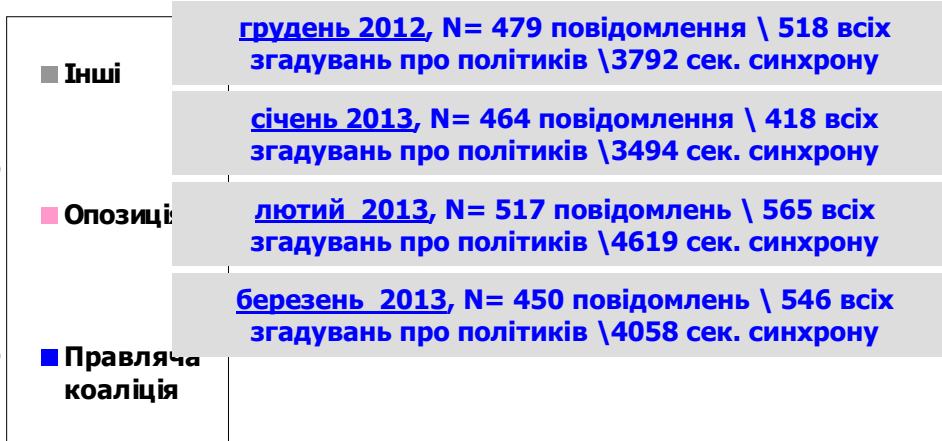 грудень 2012, N= 479 повідомлення \ 518 всіх
згадувань про політиків \3792 сек. синхрону
Інші
січень 2013, N= 464 повідомлення \ 418 всіх
згадувань про політиків \3494 сек. синхрону
Опозиція
лютий  2013, N= 517 повідомлень \ 565 всіх
згадувань про політиків \4619 сек. синхрону
березень  2013, N= 450 повідомлень \ 546 всіх
згадувань про політиків \4058 сек. синхрону
Правляча
коаліція